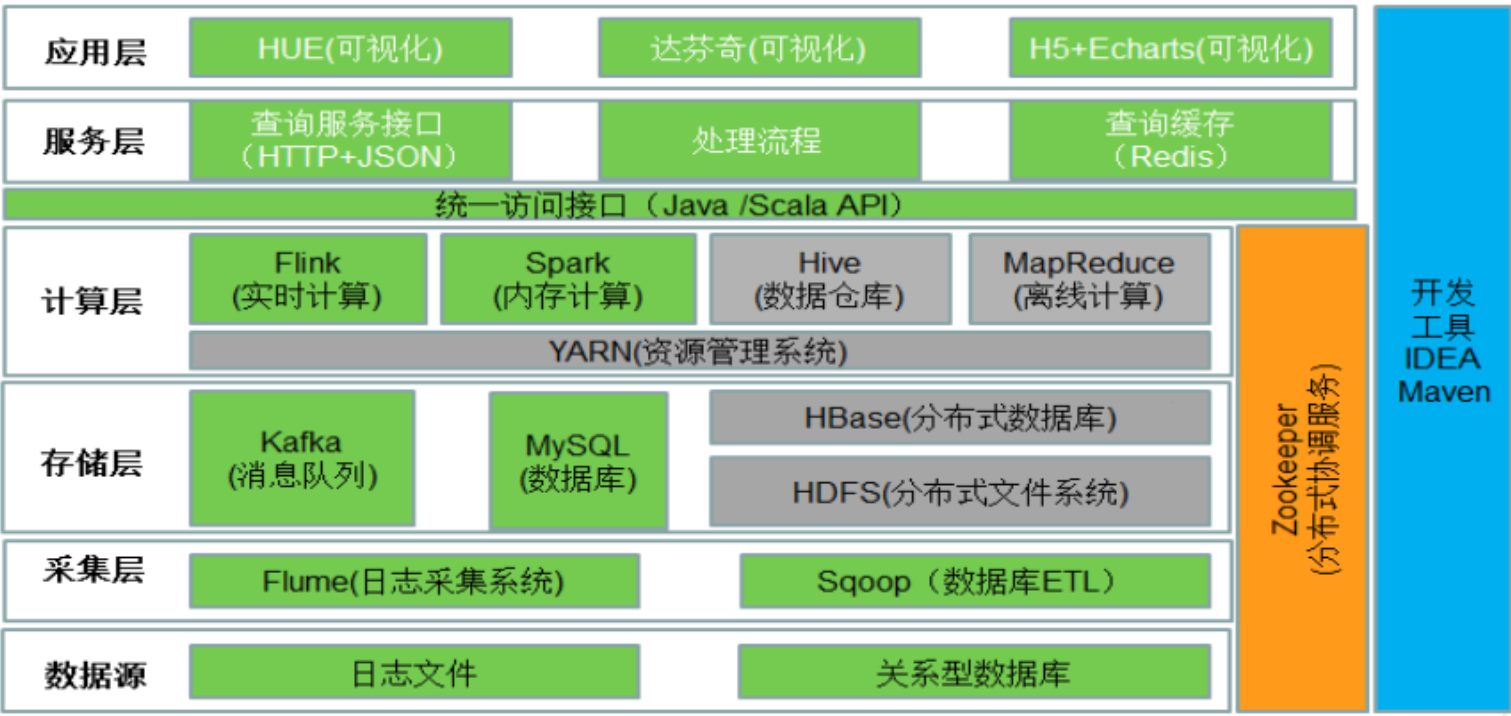 应用层
HUE(可视化)
达芬奇(可视化)
H5+Echarts(可视化)
服务层
查询服务接口
（HTTP+JSON）
处理流程
查询缓存
（Redis）
统一访问接口（Java /Scala API）
计算层
Flink
(实时计算)
Spark
(内存计算)
Hive
(数据仓库)
MapReduce
(离线计算)
YARN(资源管理系统)
存储层
Kafka
(消息队列)
MySQL
(数据库)
HBase(分布式数据库)
HDFS(分布式文件系统)
采集层
Flume(日志采集系统)
Sqoop（数据库ETL）
数据源
日志文件
关系型数据库
Zookeeper
(分布式协调服务)
开发
工具
IDEA
Maven